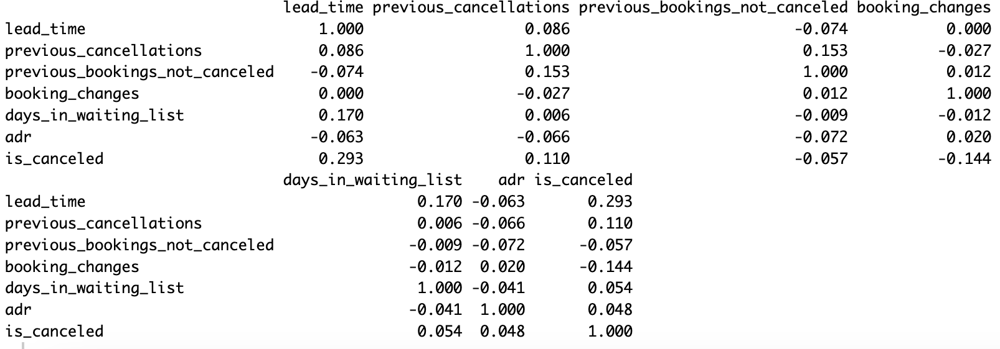 lead_time previous_cancellations previous_bookings_not_canceled booking_changes
lead_time 1.000 0.086 -0.074 0.000
previous_cancellations 0.086 1.000 0.153 -0.027
previous_bookings_not_canceled -0.074 0.153 1.000 0.012
booking_changes 0.000 -0.027 0.012 1.000
days_in_waiting_list 0.170 0.006 -0.009 -0.012
adr -0.063 -0.066 -0.072 0.020
is_canceled 0.293 0.110 -0.057 -0.144
days_in_waiting_list adr is_canceled
lead_time 0.170 -0.063 0.293
previous_cancellations 0.006 -0.066 0.110
previous_bookings_not_canceled -0.009 -0.072 -0.057
booking_changes -0.012 0.020 -0.144
days_in_waiting_list 1.000 -0.041 0.054
adr -0.041 1.000 0.048
is_canceled 0.054 0.048 1.000